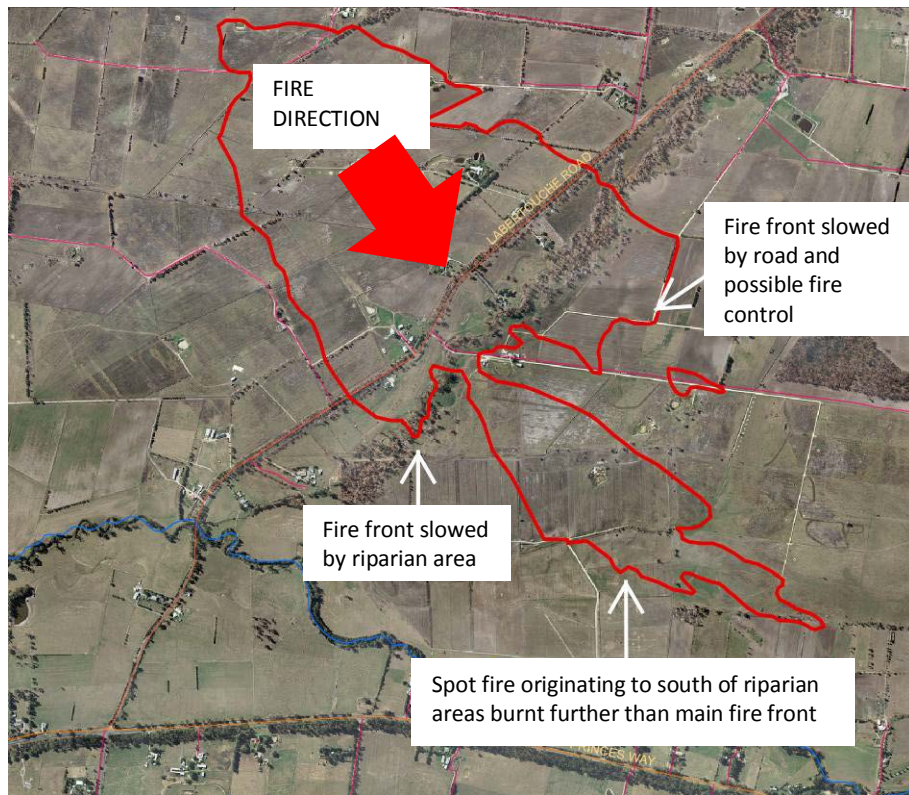 FIRE
DIRECTION
LABERTOUCHE ROAD
Fire front slowed
by road and
possible fire
control
Fire front slowed
by riparian area
Spot fire originating to south of riparian
areas burnt further than main fire front
PRINCES WAY